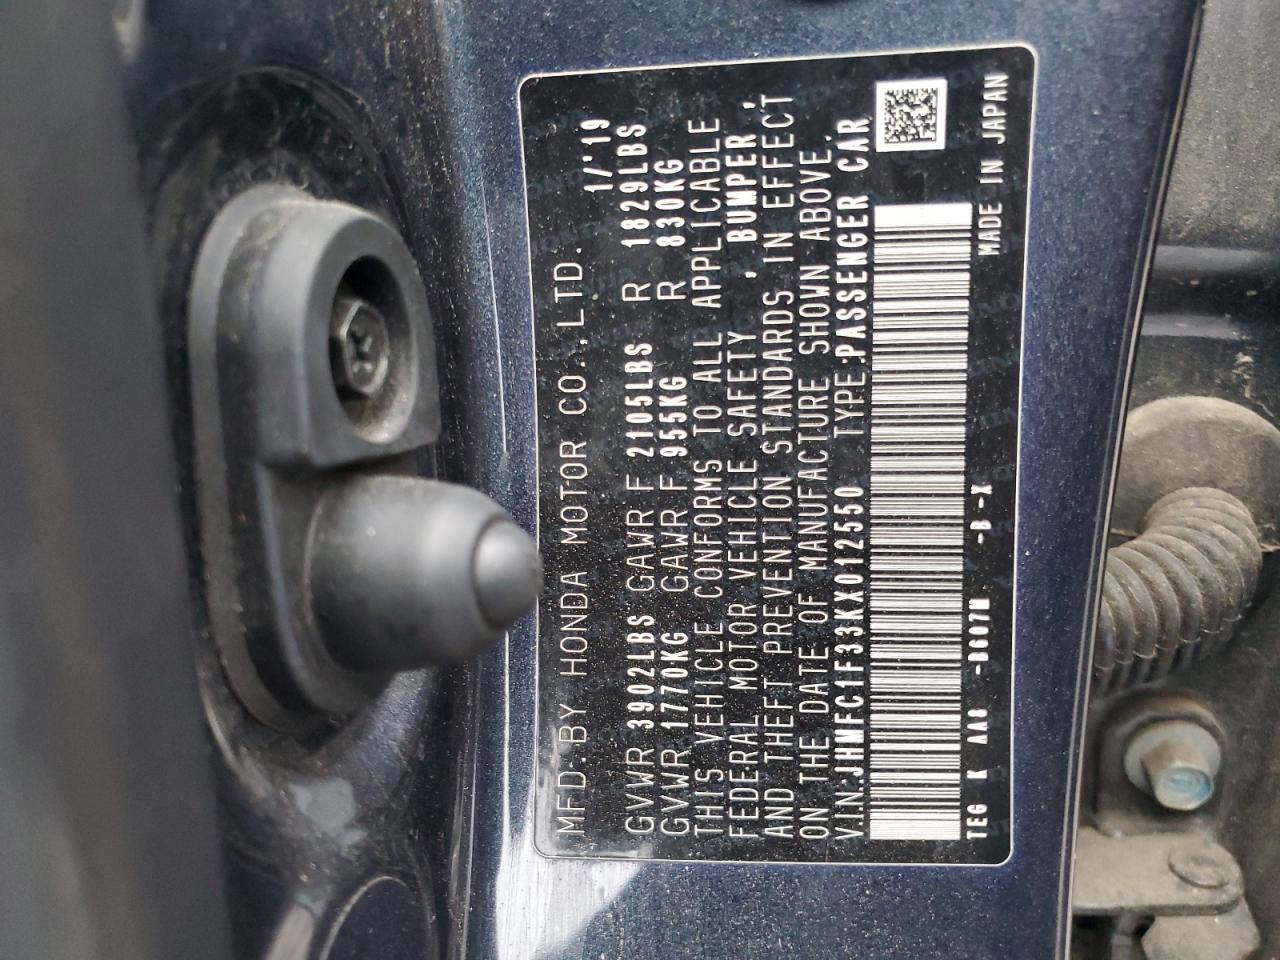 MFD. BY HONDA MOTOR CO.,LTD. 1/'19
GVWR 3902LBS GAWR F 2105LBS R 1829LBS
GVWR 1770KG GAWR F 955KG R 830KG
THIS VEHICLE CONFORMS TO ALL APPLICABLE
FEDERAL MOTOR VEHICLE SAFETY , BUMPER ,
AND THEFT PREVENTION STANDARDS IN EFFECT
ON THE DATE OF MANUFACTURE SHOWN ABOVE.
V.I.N.:JHMFC1F33KX012550 TYPE:PASSENGER CAR
TEG K AA0 -B607M -B-X MADE IN JAPAN